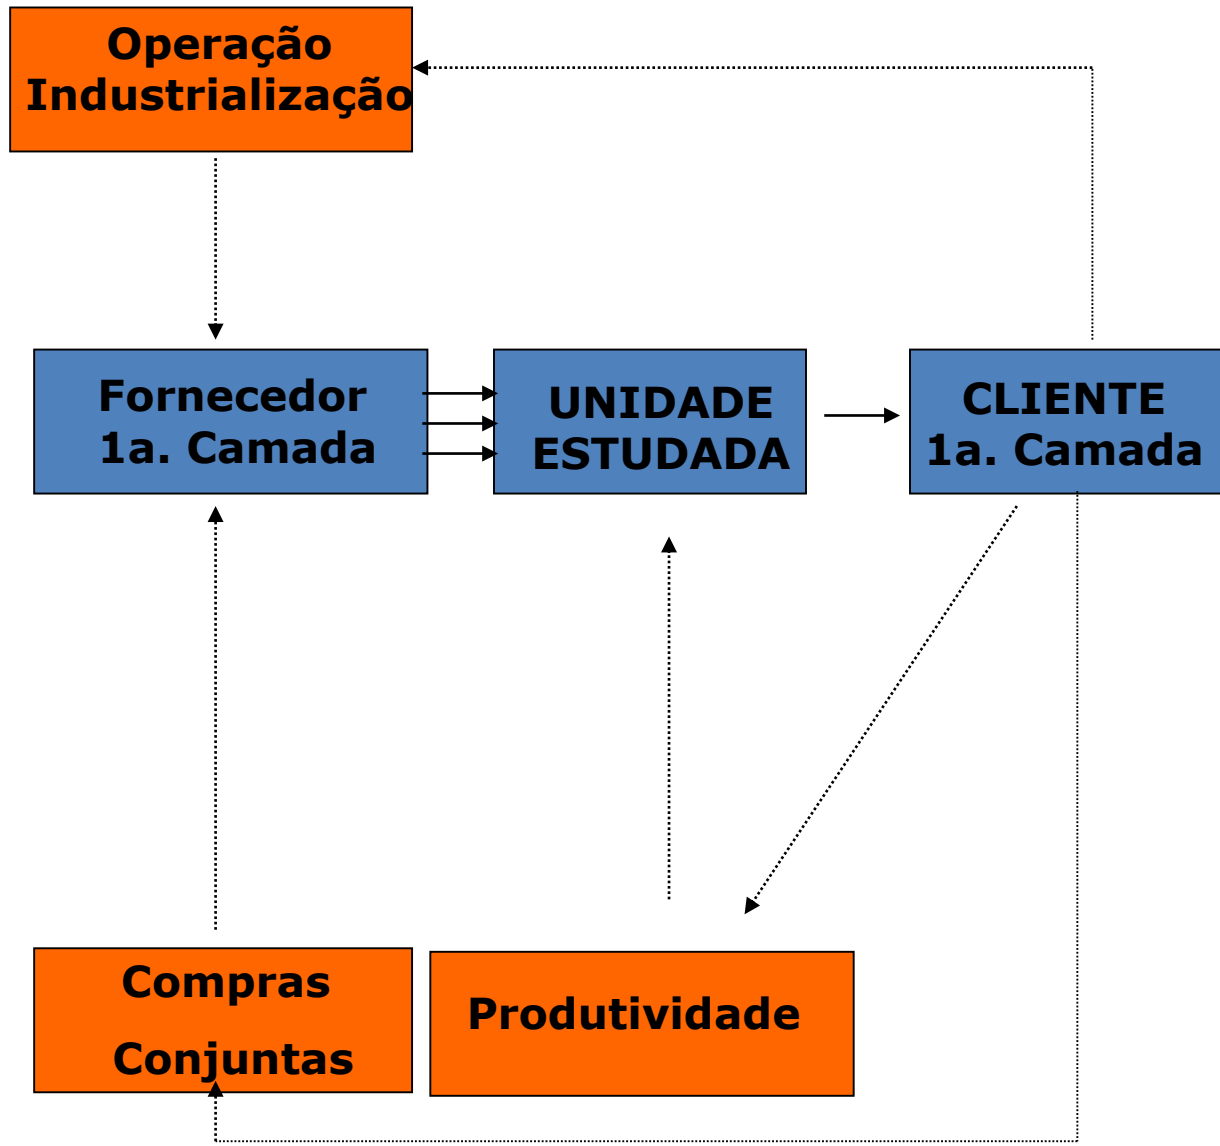 Operação
Industrialização
Fornecedor
1a. Camada
UNIDADE
ESTUDADA
CLIENTE
1a. Camada
Compras
Conjuntas
Produtividade